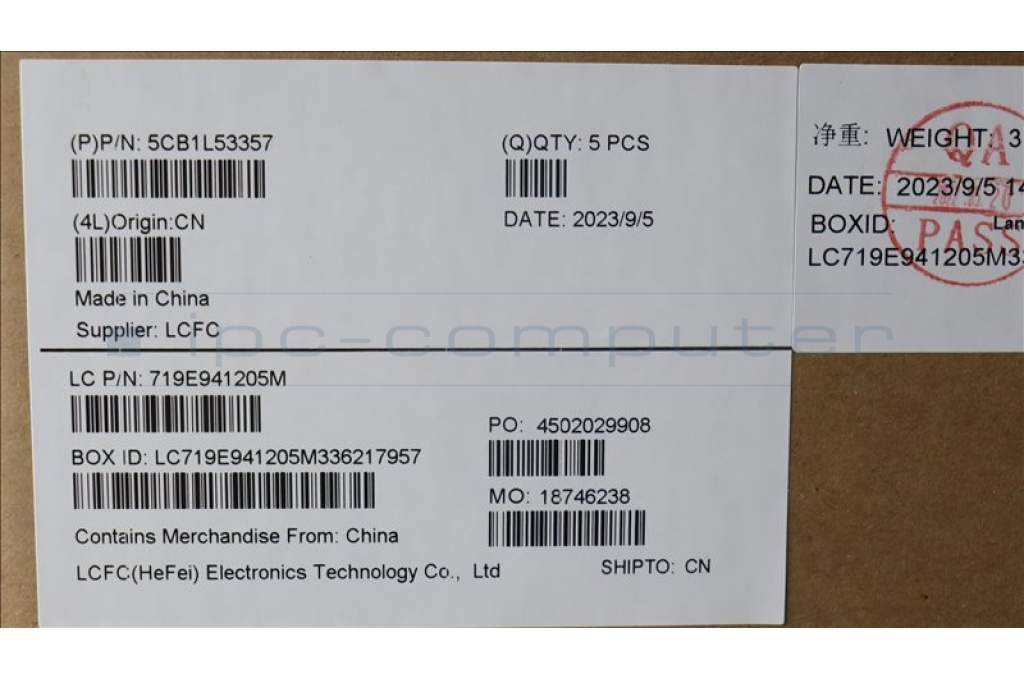 (P)P/N: 5CB1L53357
(Q)QTY: 5 PCS
(4L)Origin:CN
DATE: 2023/9/5
Made in China
Supplier: LCFC
LC P/N: 719E941205M
PO: 4502029908
BOX ID: LC719E941205M336217957
MO: 18746238
Contains Merchandise From: China
LCFC(HeFei) Electronics Technology Co., Ltd
SHIPTO: CN
净重: WEIGHT: 3
DATE: 2023/9/5 14
BOXID: Lan
LC719E941205M33
QA
PASS
ipc-computer